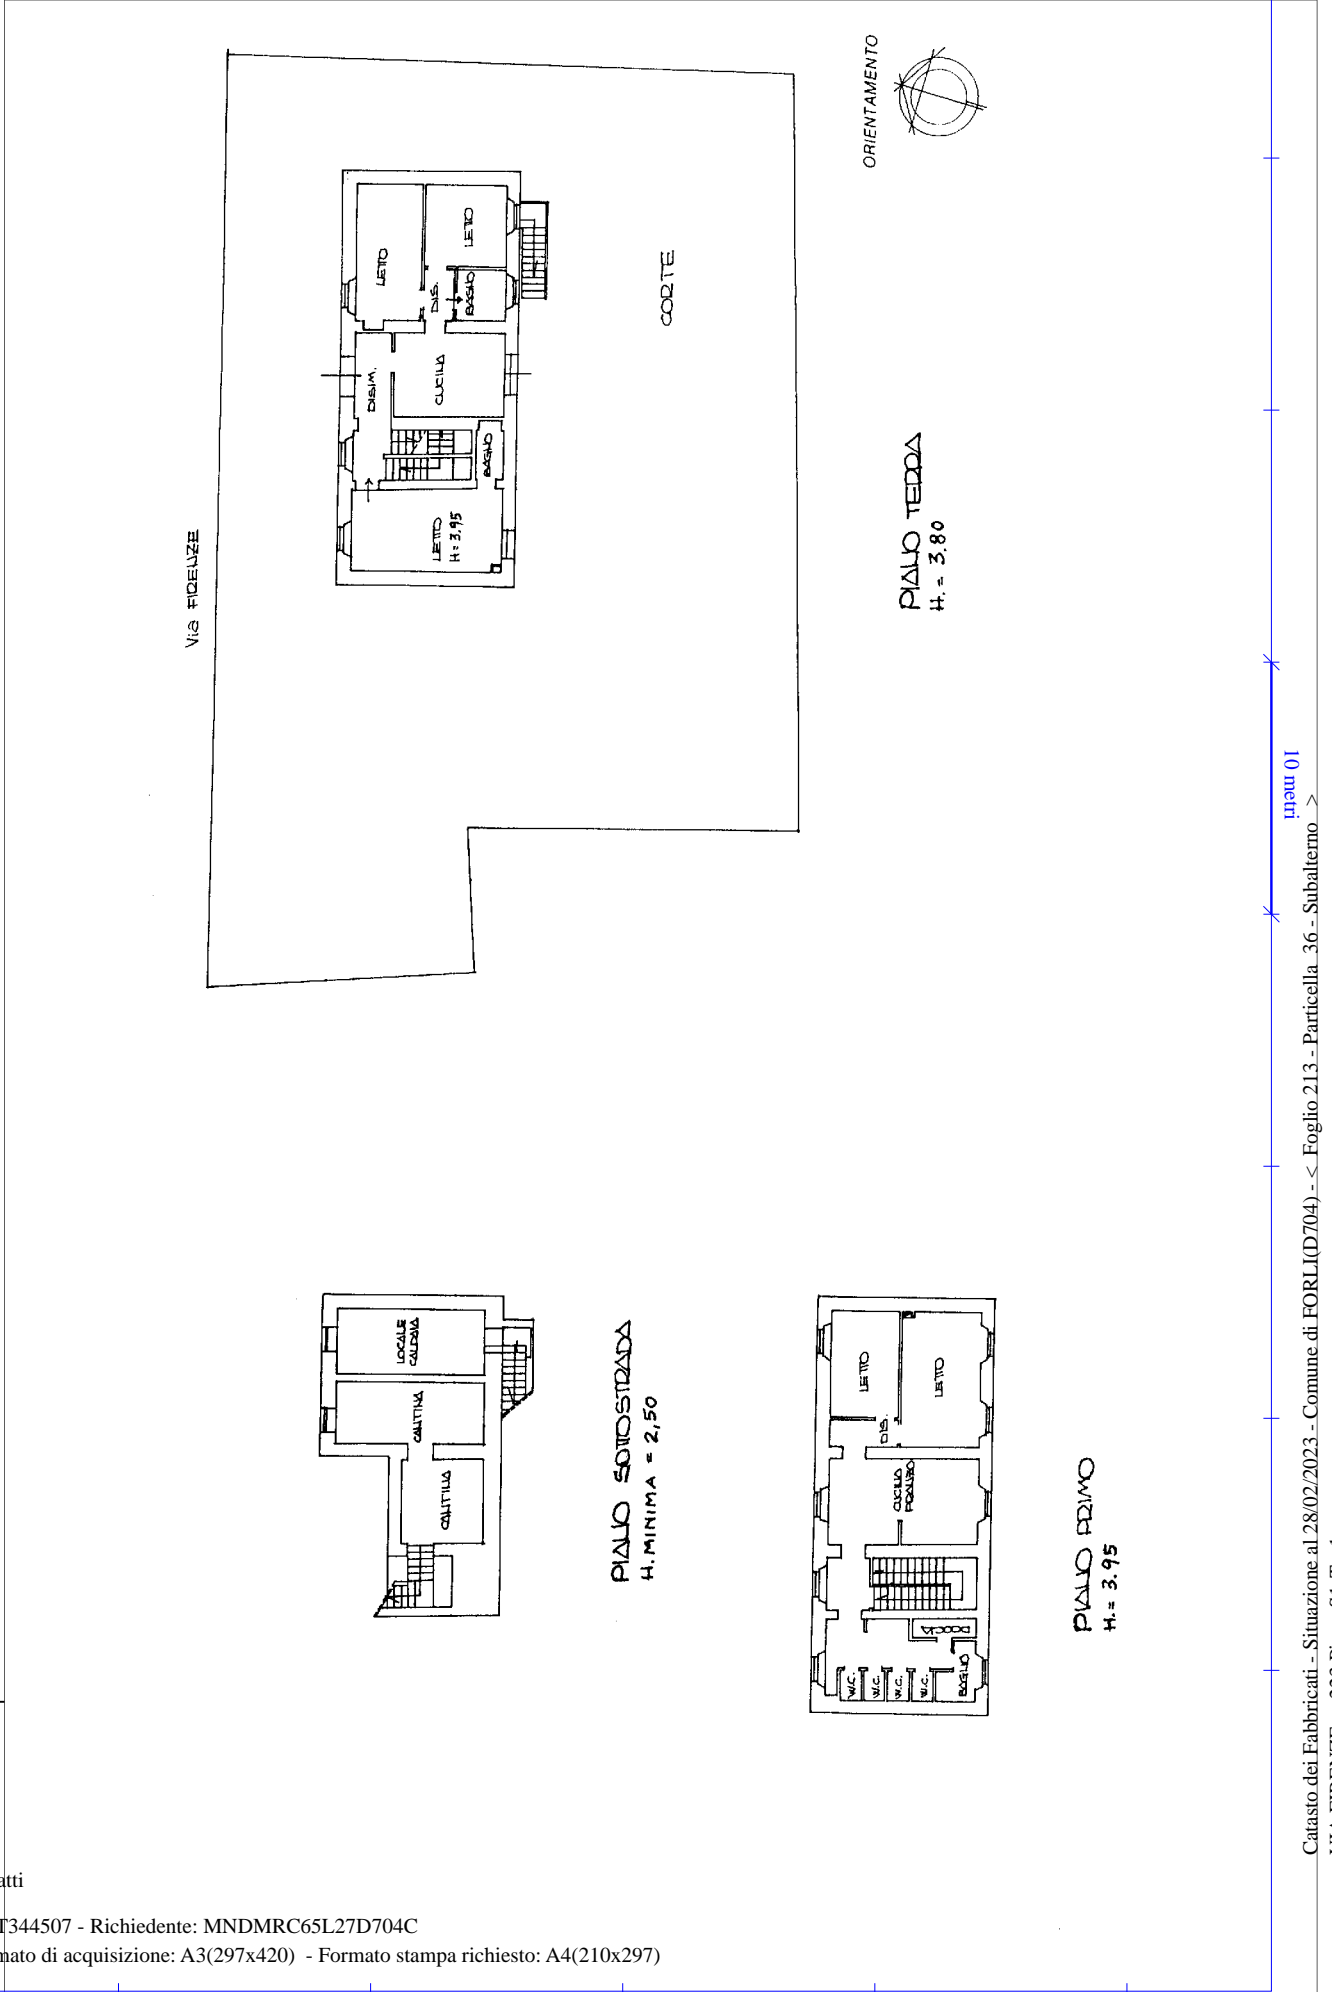 ORIENTAMENTO
Via FIRENZE
LETTO
LETTO
DIS.
BAGNO
DISIM.
CUCINA
BAGNO
LETTO
H= 3,95
CORTE
PIANO TERRA
H. = 3.80
LOCALE
CALDAIA
CANTINA
CANTINA
PIANO SOTTOSTRADA
H. MINIMA = 2,50
LETTO
LETTO
DIS.
CUCINA
PRANZO
W.C.
W.C.
W.C.
W.C.
BAGNO
PIANO PRIMO
H.= 3.95
10 metri
Catasto dei Fabbricati - Situazione al 28/02/2023 - Comune di FORLI(D704) - < Foglio 213 - Particella 36 - Subalterno >
VIA FIRENZE
atti
T344507 - Richiedente: MNDMRC65L27D704C
mato di acquisizione: A3(297x420) - Formato stampa richiesto: A4(210x297)